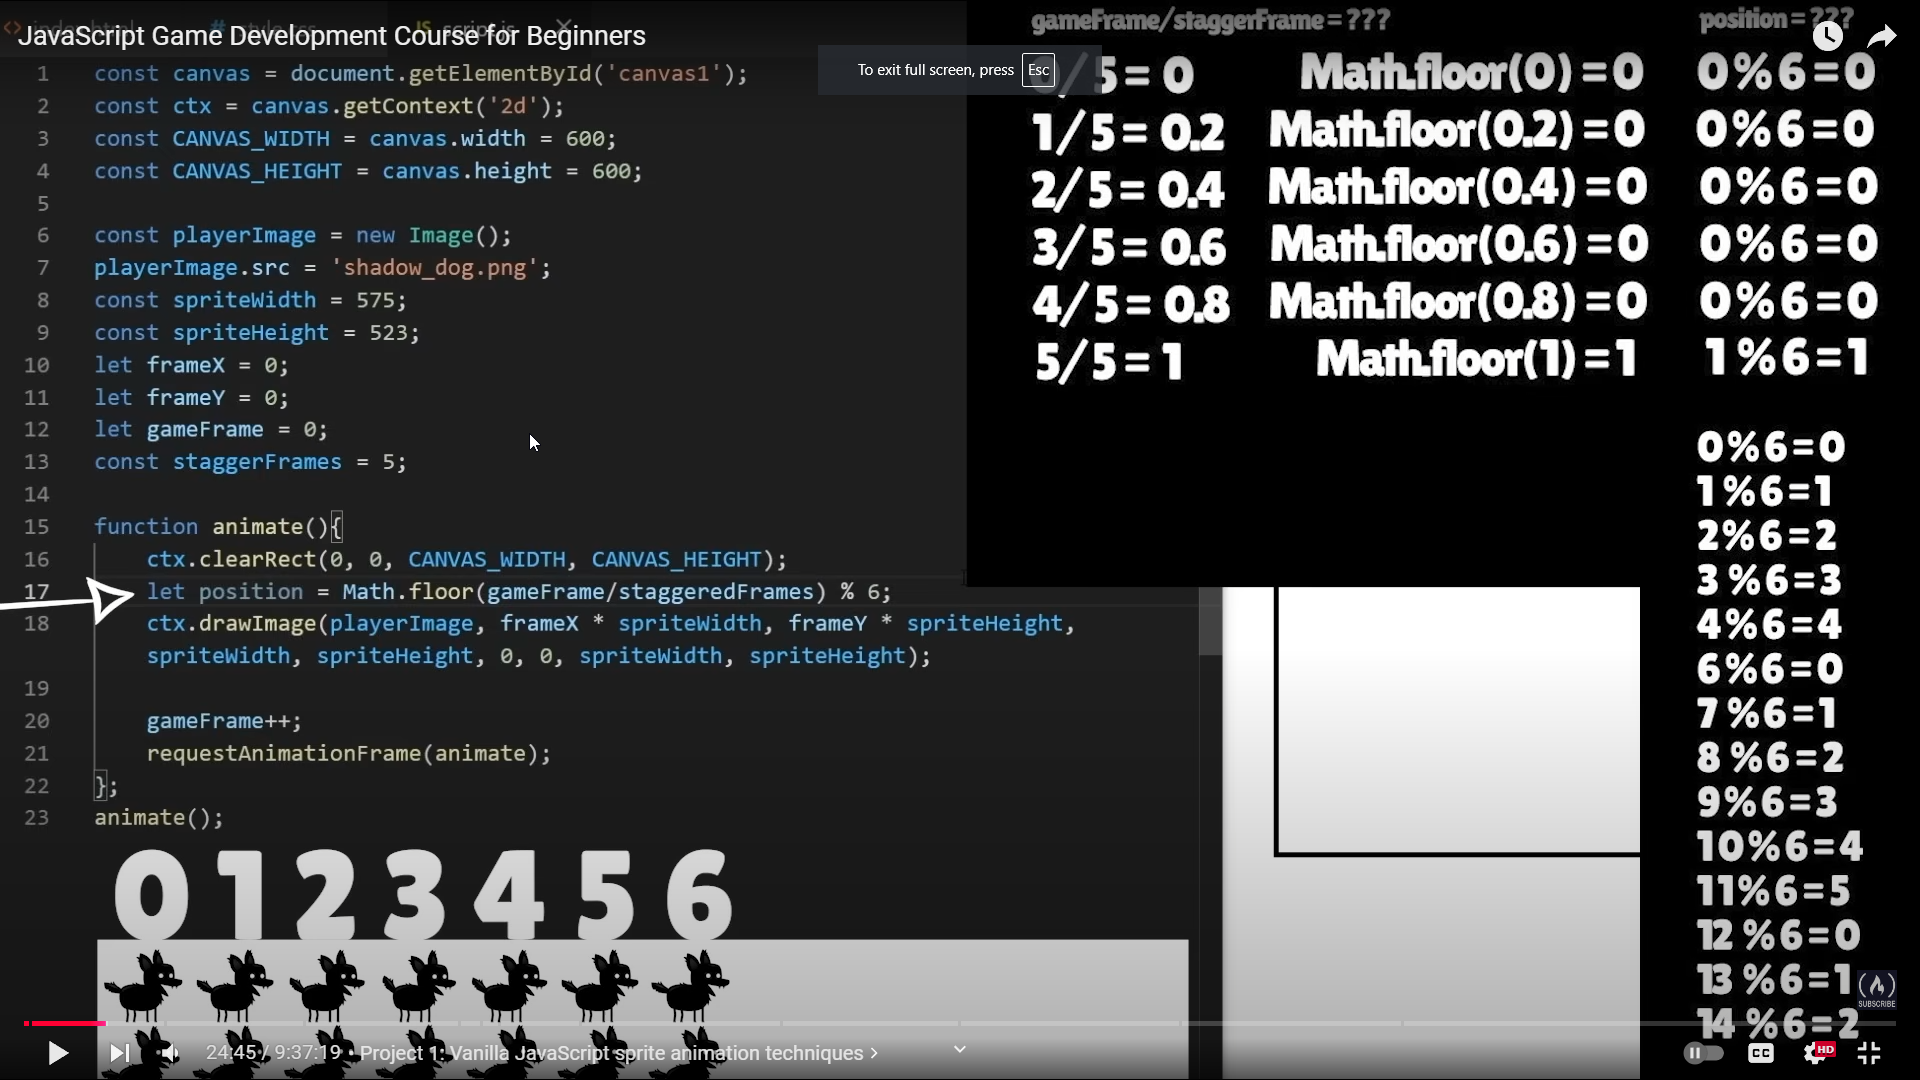 index.html # style.css JS script.js
JavaScript Game Development Course for Beginners
To exit full screen, press Esc
1 const canvas = document.getElementById('canvas1');
2 const ctx = canvas.getContext('2d');
3 const CANVAS_WIDTH = canvas.width = 600;
4 const CANVAS_HEIGHT = canvas.height = 600;
5
6 const playerImage = new Image();
7 playerImage.src = 'shadow_dog.png';
8 const spriteWidth = 575;
9 const spriteHeight = 523;
10 let frameX = 0;
11 let frameY = 0;
12 let gameFrame = 0;
13 const staggerFrames = 5;
14
15 function animate(){
16 ctx.clearRect(0, 0, CANVAS_WIDTH, CANVAS_HEIGHT);
17 let position = Math.floor(gameFrame/staggeredFrames) % 6;
18 ctx.drawImage(playerImage, frameX * spriteWidth, frameY * spriteHeight,
spriteWidth, spriteHeight, 0, 0, spriteWidth, spriteHeight);
19
20 gameFrame++;
21 requestAnimationFrame(animate);
22 };
23 animate();
0 1 2 3 4 5 6
gameFrame/staggerFrame=??? position=???
0/5=0 Math.floor(0)=0 0%6=0
1/5=0.2 Math.floor(0.2)=0 0%6=0
2/5=0.4 Math.floor(0.4)=0 0%6=0
3/5=0.6 Math.floor(0.6)=0 0%6=0
4/5=0.8 Math.floor(0.8)=0 0%6=0
5/5=1 Math.floor(1)=1 1%6=1
0%6=0
1%6=1
2%6=2
3%6=3
4%6=4
6%6=0
7%6=1
8%6=2
9%6=3
10%6=4
11%6=5
12%6=0
13%6=1
14%6=2
SUBSCRIBE
24:45 / 9:37:19 • Project 1: Vanilla JavaScript sprite animation techniques
CC
HD